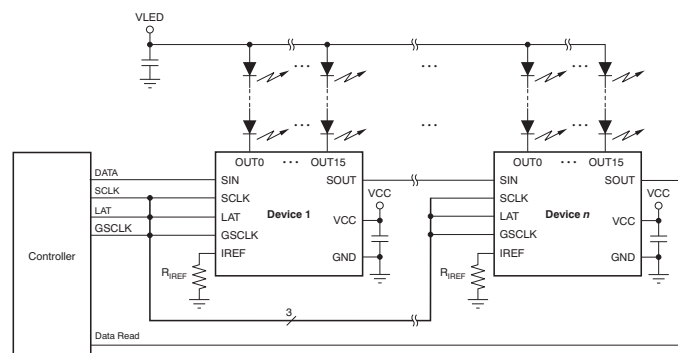 VLED
... ...
...
... ... ...
OUT0 ... OUT15
OUT0 ... OUT15
DATA
SIN
SOUT
VCC
SIN
SOUT
VCC
SCLK
SCLK
SCLK
LAT
LAT
Device 1
VCC
LAT
Device n
VCC
GSCLK
GSCLK
GSCLK
Controller
IREF
GND
IREF
GND
RIREF
RIREF
3
Data Read